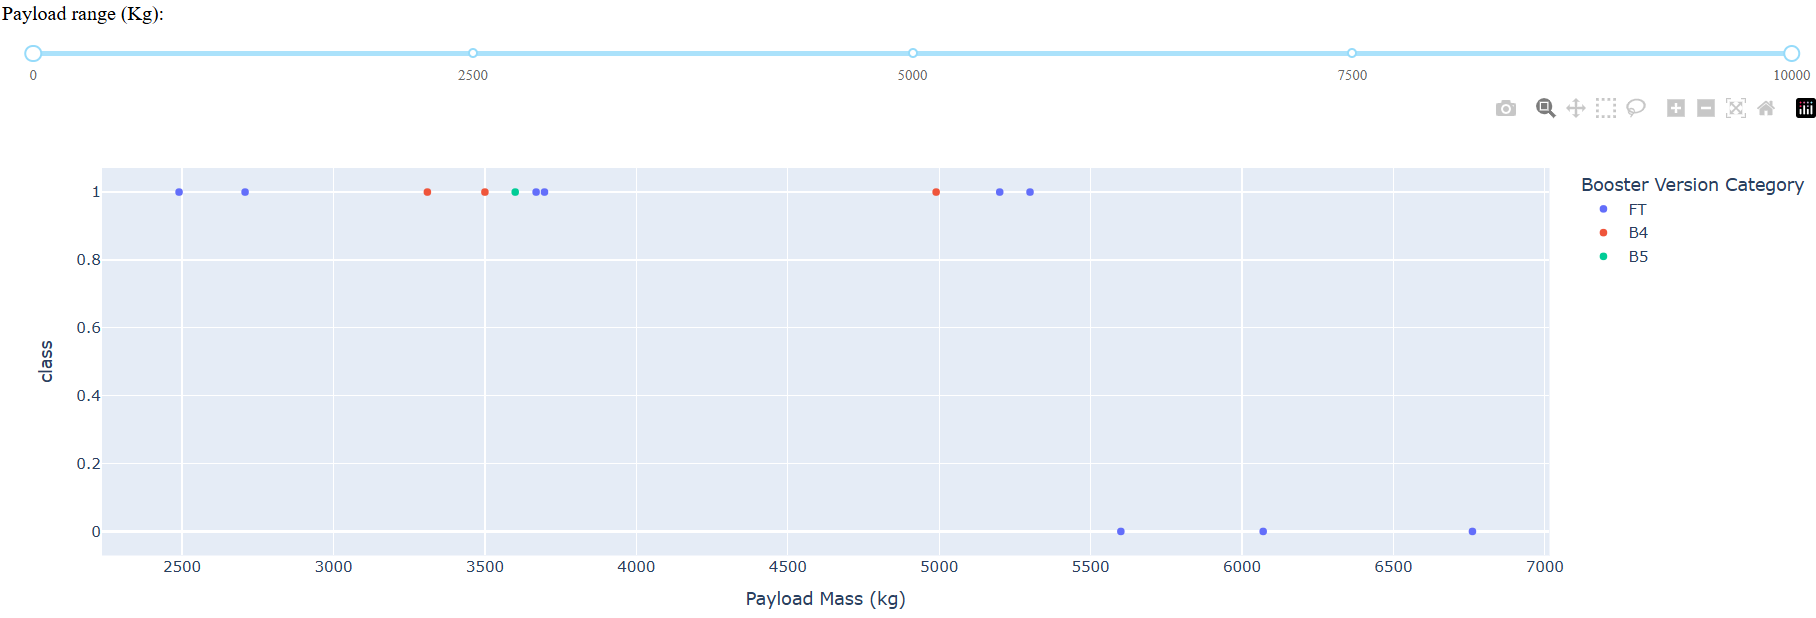 Payload range (Kg):
0 2500 5000 7500 10000
Booster Version Category
FT
B4
B5
1
0.8
0.6
0.4
0.2
0
class
2500 3000 3500 4000 4500 5000 5500 6000 6500 7000
Payload Mass (kg)